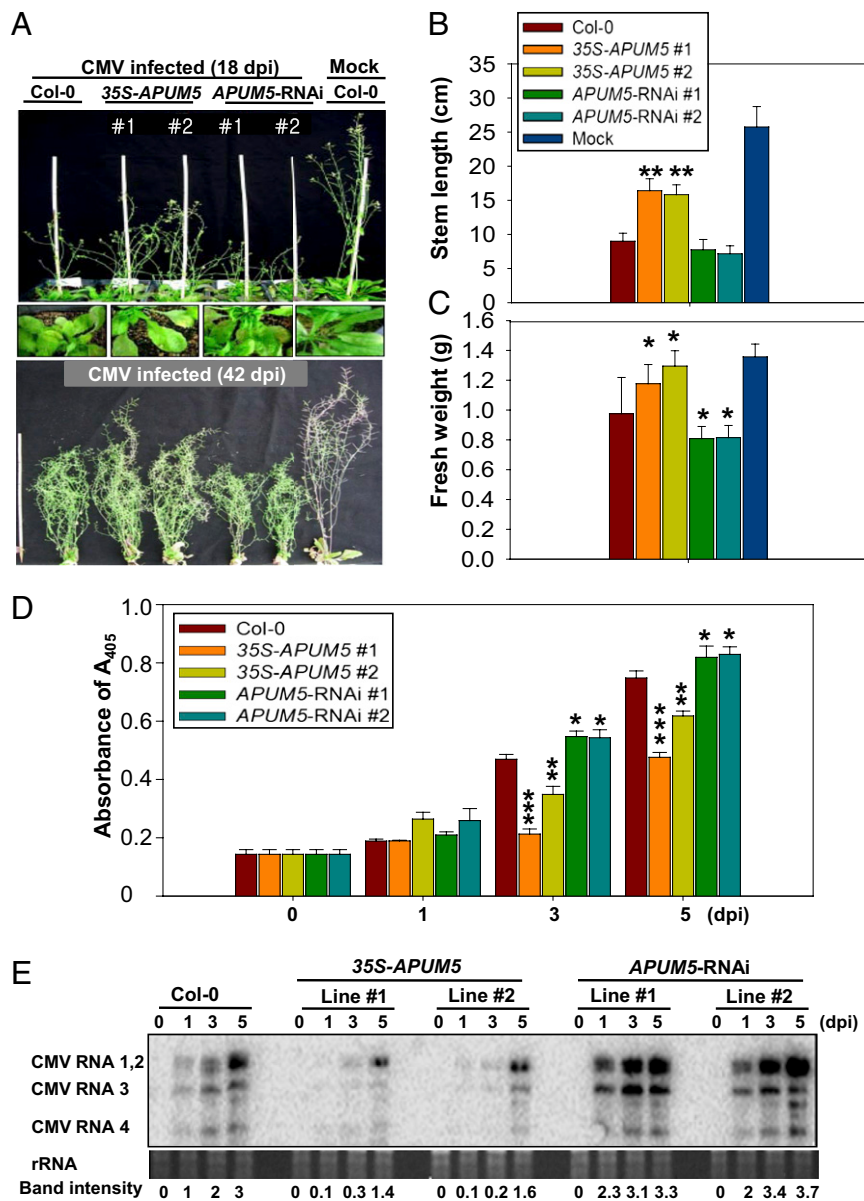 A
CMV infected (18 dpi) Mock
Col-0 35S-APUM5 APUM5-RNAi Col-0
#1 #2 #1 #2
CMV infected (42 dpi)
B
Col-0
35S-APUM5 #1
35S-APUM5 #2
APUM5-RNAi #1
APUM5-RNAi #2
Mock
Stem length (cm)
35
30
25
20
15
10
5
0
** **
C
Fresh weight (g)
1.6
1.4
1.2
1.0
0.8
0.6
0.4
0.2
0.0
* * * *
D
Absorbance of A405
1.0
0.8
0.6
0.4
0.2
0
Col-0
35S-APUM5 #1
35S-APUM5 #2
APUM5-RNAi #1
APUM5-RNAi #2
*** ** * * *** ** * *
0 1 3 5 (dpi)
E
35S-APUM5 APUM5-RNAi
Col-0 Line #1 Line #2 Line #1 Line #2
0 1 3 5 0 1 3 5 0 1 3 5 0 1 3 5 0 1 3 5 (dpi)
CMV RNA 1,2
CMV RNA 3
CMV RNA 4
rRNA
Band intensity 0 1 2 3 0 0.1 0.3 1.4 0 0.1 0.2 1.6 0 2.3 3.1 3.3 0 2 3.4 3.7